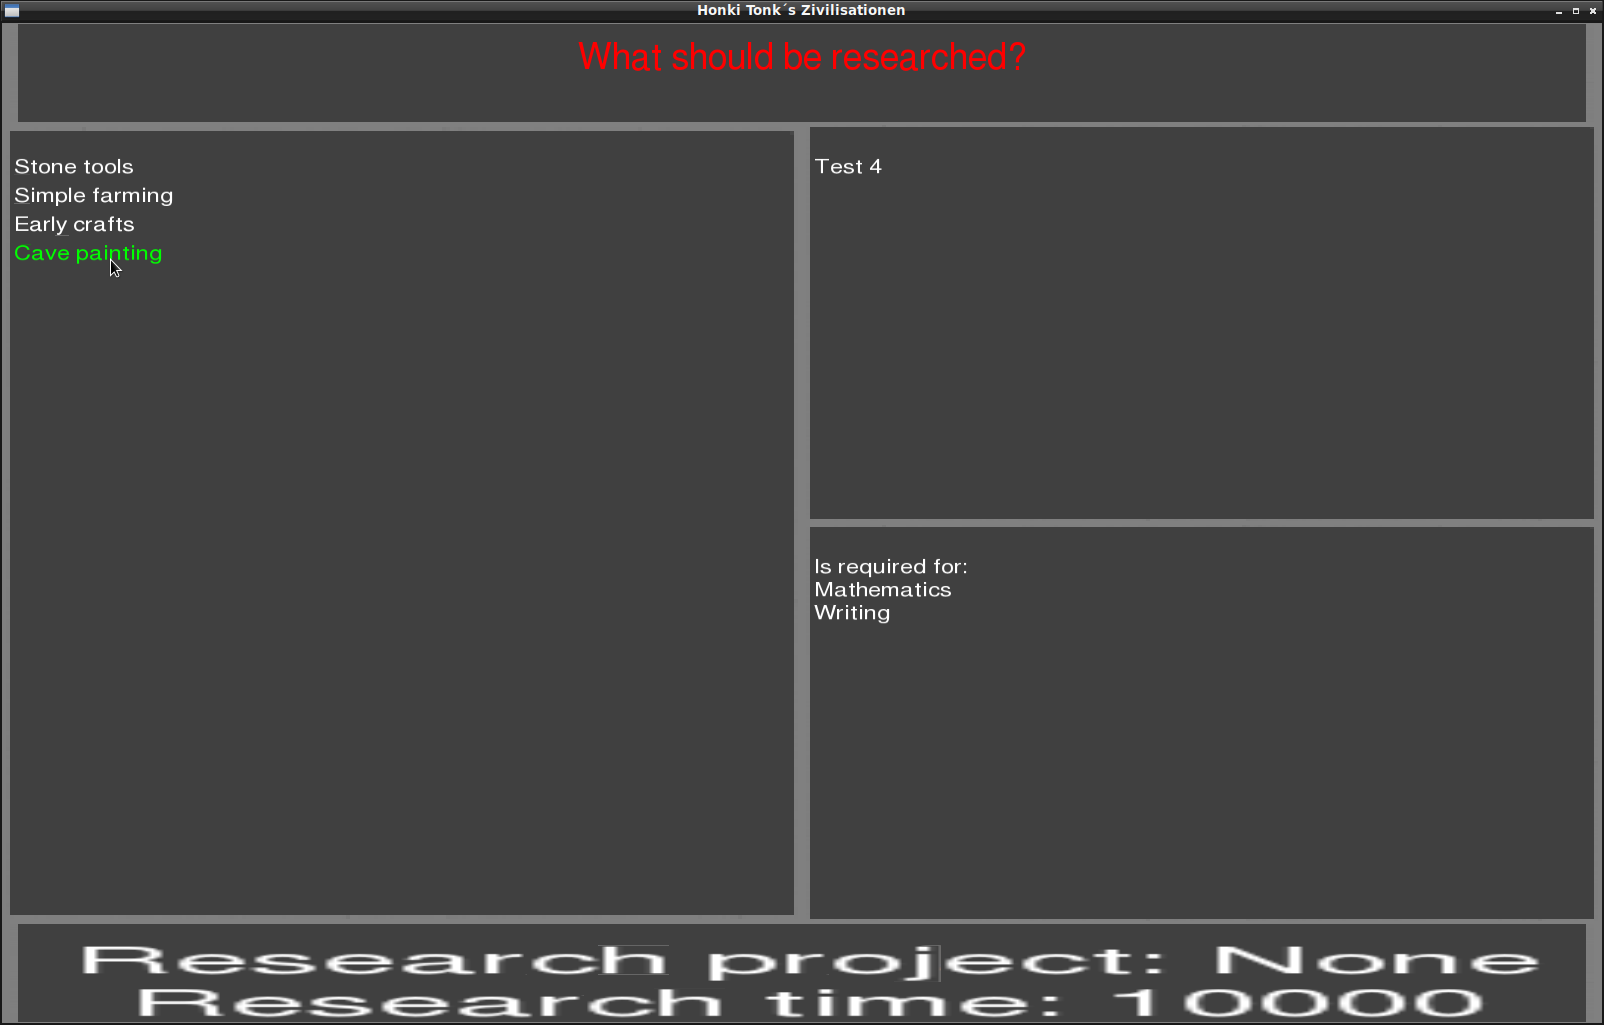 Honki Tonk´s Zivilisationen
What should be researched?
Stone tools
Simple farming
Early crafts
Cave painting
Test 4
Is required for:
Mathematics
Writing
Research project: None
Research time: 10000